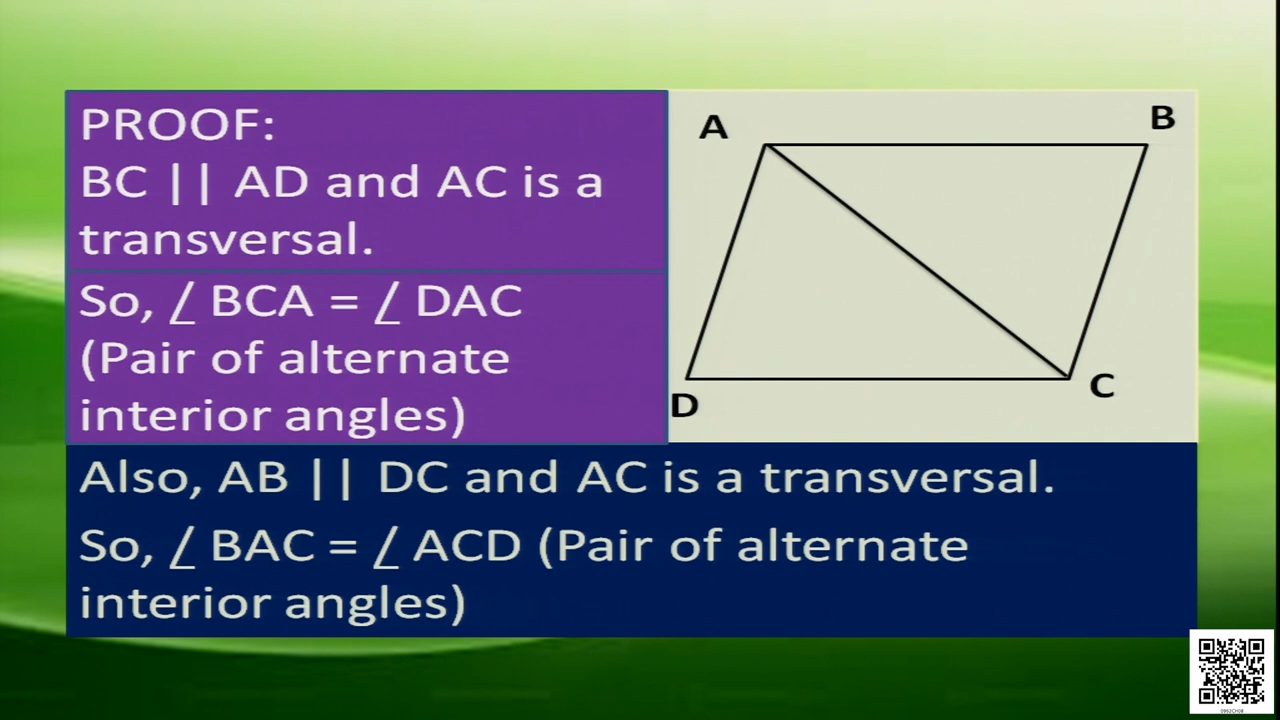 PROOF:
BC || AD and AC is a
transversal.
So, ∠ BCA = ∠ DAC
(Pair of alternate
interior angles)
A
B
D
C
Also, AB || DC and AC is a transversal.
So, ∠ BAC = ∠ ACD (Pair of alternate
interior angles)